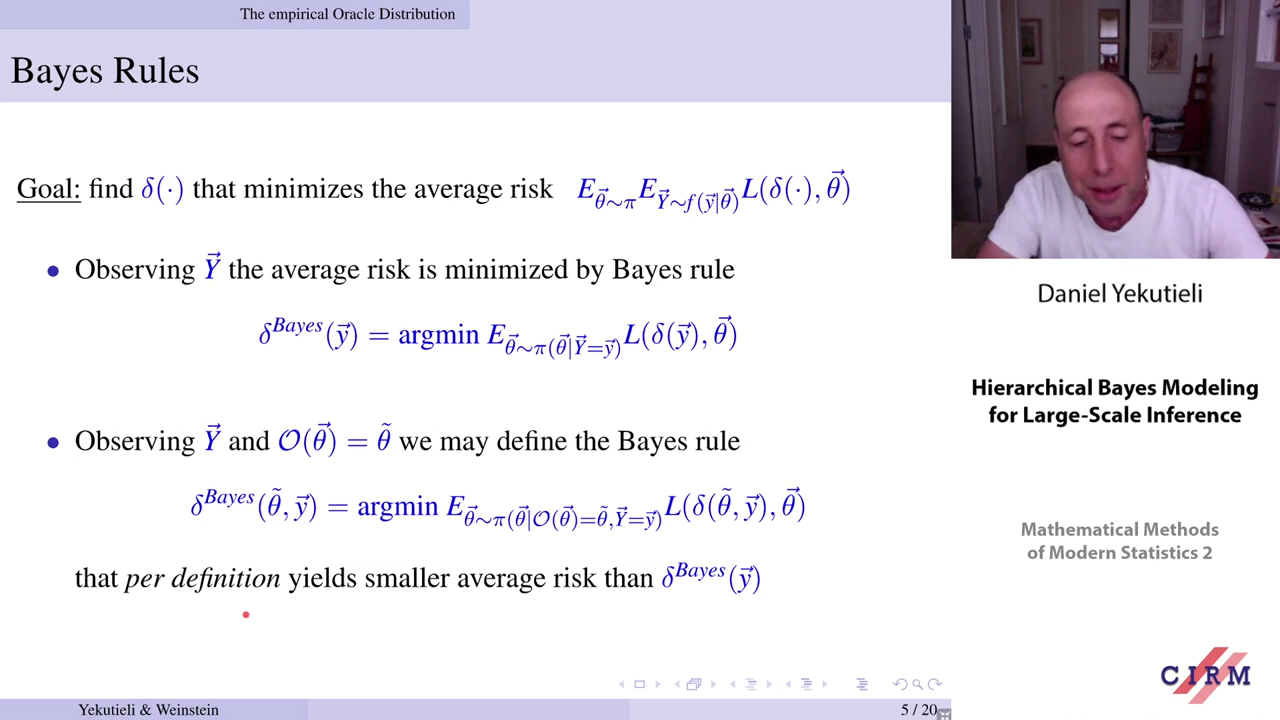 The empirical Oracle Distribution
Bayes Rules
Goal: find δ(·) that minimizes the average risk E_{θ⃗∼π}E_{Y⃗∼f(y⃗|θ⃗)}L(δ(·), θ⃗)
• Observing Y⃗ the average risk is minimized by Bayes rule
δ^{Bayes}(y⃗) = argmin E_{θ⃗∼π(θ⃗|Y⃗=y⃗)}L(δ(y⃗), θ⃗)
• Observing Y⃗ and 𝒪(θ⃗) = θ̃ we may define the Bayes rule
δ^{Bayes}(θ̃, y⃗) = argmin E_{θ⃗∼π(θ⃗|𝒪(θ⃗)=θ̃,Y⃗=y⃗)}L(δ(θ̃, y⃗), θ⃗)
that per definition yields smaller average risk than δ^{Bayes}(y⃗)
Yekutieli & Weinstein
5 / 20
Daniel Yekutieli
Hierarchical Bayes Modeling
for Large-Scale Inference
Mathematical Methods
of Modern Statistics 2
CIRM